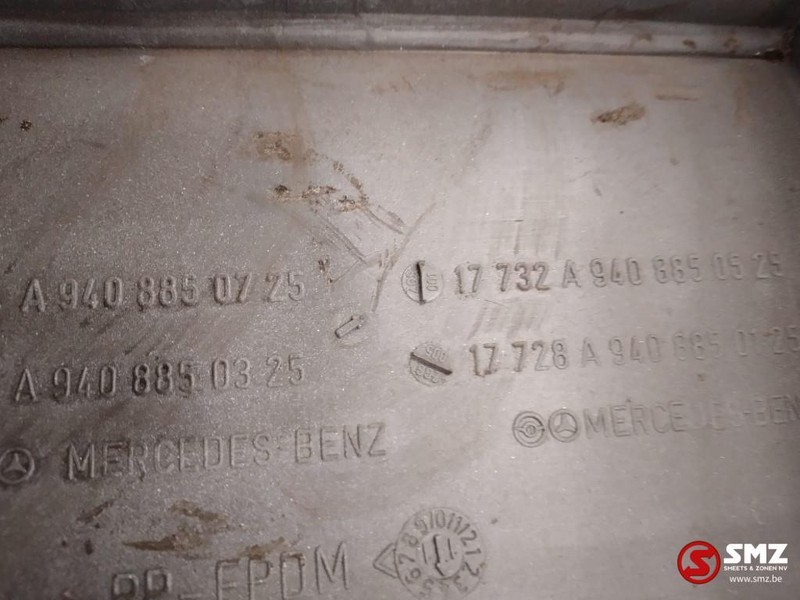 A 940 885 07 25
17 732 A 940 885 05 25
A 940 885 03 25
17 728 A 940 885 01 25
MERCEDES-BENZ
MERCEDES-BEN
PP-EPDM
SMZ
SHEETS & ZONEN NV
www.smz.be